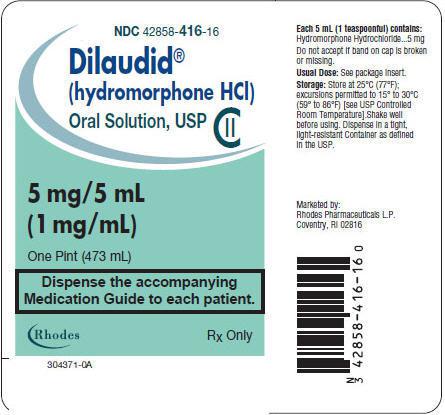 NDC 42858-416-16
Dilaudid®
(hydromorphone HCl)
Oral Solution, USP CII
5 mg/5 mL
(1 mg/mL)
One Pint (473 mL)
Dispense the accompanying
Medication Guide to each patient.
Rhodes
Rx Only
304371-0A
Each 5 mL (1 teaspoonful) contains:
Hydromorphone Hydrochloride...5 mg
Do not accept if band on cap is broken
or missing.
Usual Dose: See package insert.
Storage: Store at 25°C (77°F);
excursions permitted to 15° to 30°C
(59° to 86°F) [see USP Controlled
Room Temperature].Shake well
before using. Dispense in a tight,
light-resistant Container as defined
in the USP.
Marketed by:
Rhodes Pharmaceuticals L.P.
Coventry, RI 02816
N
3 42858-416-16 0